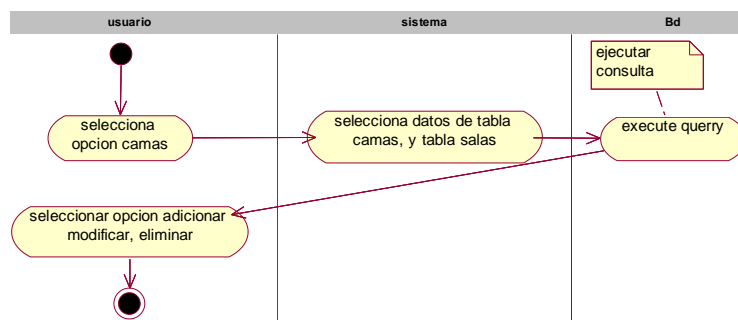 usuario
sistema
Bd
ejecutar
consulta
selecciona
opcion camas
selecciona datos de tabla
camas, y tabla salas
execute querry
seleccionar opcion adicionar
modificar, eliminar